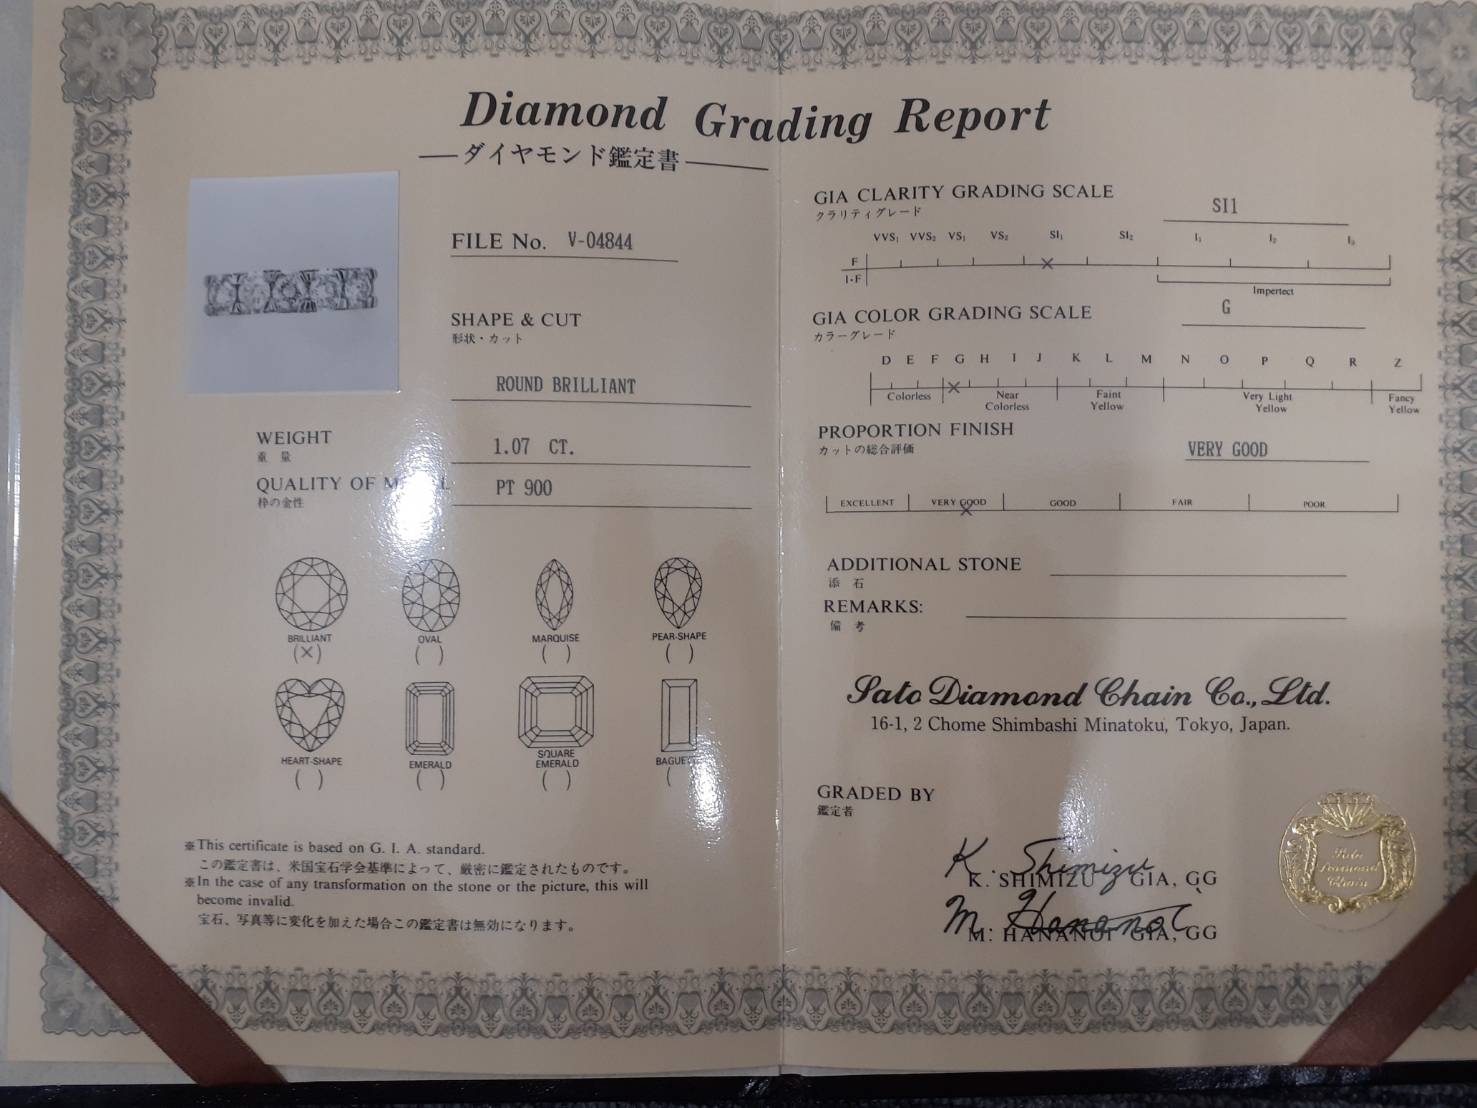 Diamond Grading Report
ダイヤモンド鑑定書
FILE No. V-04844
SHAPE & CUT
形状・カット
ROUND BRILLIANT
WEIGHT 1.07 CT.
重量
QUALITY OF PT 900
枠の金性
BRILLIANT OVAL MARQUISE PEAR-SHAPE
(×) ( ) ( ) ( )
HEART-SHAPE EMERALD SQUARE EMERALD
( ) ( ) ( )
※This certificate is based on G. I. A. standard.
この鑑定書は、米国宝石学会基準によって、厳密に鑑定されたものです。
※In the case of any transformation on the stone or the picture, this will
become invalid.
宝石、写真等に変化を加えた場合この鑑定書は無効になります。
GIA CLARITY GRADING SCALE SI1
クラリティグレード
VVS₁ VVS₂ VS₁ VS₂ SI₁ SI₂ I₁ I₂ I₃
F
I-F
Imperfect
GIA COLOR GRADING SCALE G
カラーグレード
D E F G H I J K L M N O P Q R Z
Colorless Near Colorless Faint Yellow Very Light Yellow Fancy Yellow
PROPORTION FINISH VERY GOOD
カットの総合評価
EXCELLENT VERY GOOD GOOD FAIR POOR
ADDITIONAL STONE
添石
REMARKS:
備考
Sato Diamond Chain Co., Ltd.
16-1, 2 Chome Shimbashi Minatoku, Tokyo, Japan.
GRADED BY
鑑定者
K. Shimizu
K. SHIMIZU GIA, GG
M. Hananoi
M. HANANOI GIA, GG
Sato
Diamond
Chain